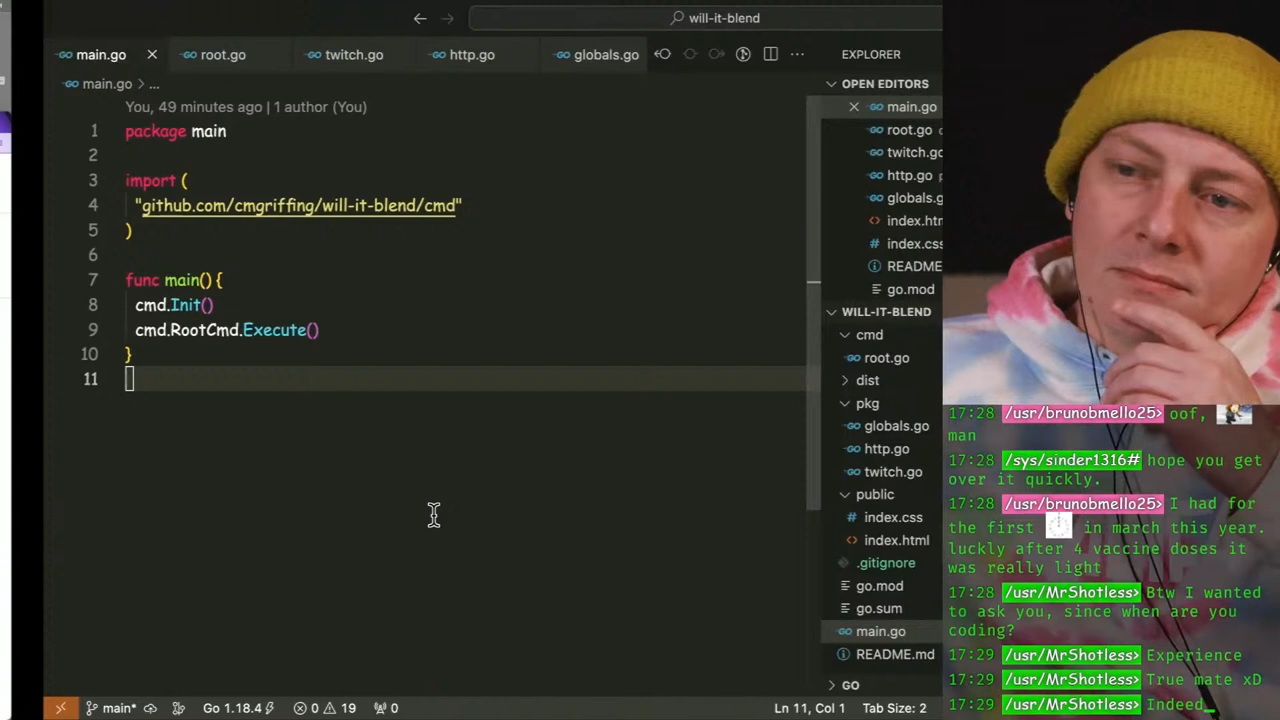 will-it-blend
main.go
root.go
twitch.go
http.go
globals.go
EXPLORER
main.go > ...
You, 49 minutes ago | 1 author (You)
1 package main
2
3 import (
4 "github.com/cmgriffing/will-it-blend/cmd"
5 )
6
7 func main() {
8 cmd.Init()
9 cmd.RootCmd.Execute()
10 }
11
OPEN EDITORS
main.go
root.go
twitch.go
http.go
globals.go
index.htm
index.css
README
go.mod
WILL-IT-BLEND
cmd
root.go
dist
pkg
globals.go
http.go
twitch.go
public
index.css
index.html
.gitignore
go.mod
go.sum
main.go
README.md
GO
17:28 /usr/brunobmello25> oof,
man
17:28 /sys/sinder1316# hope you get
over it quickly.
17:28 /usr/brunobmello25> I had for
the first in march this year.
luckly after 4 vaccine doses it
was really light
17:28 /usr/MrShotless> Btw I wanted
to ask you, since when are you
coding?
17:29 /usr/MrShotless> Experience
17:29 /usr/MrShotless> True mate xD
17:29 /usr/MrShotless> Indeed_
main*
Go 1.18.4
0
19
0
Ln 11, Col 1
Tab Size: 2